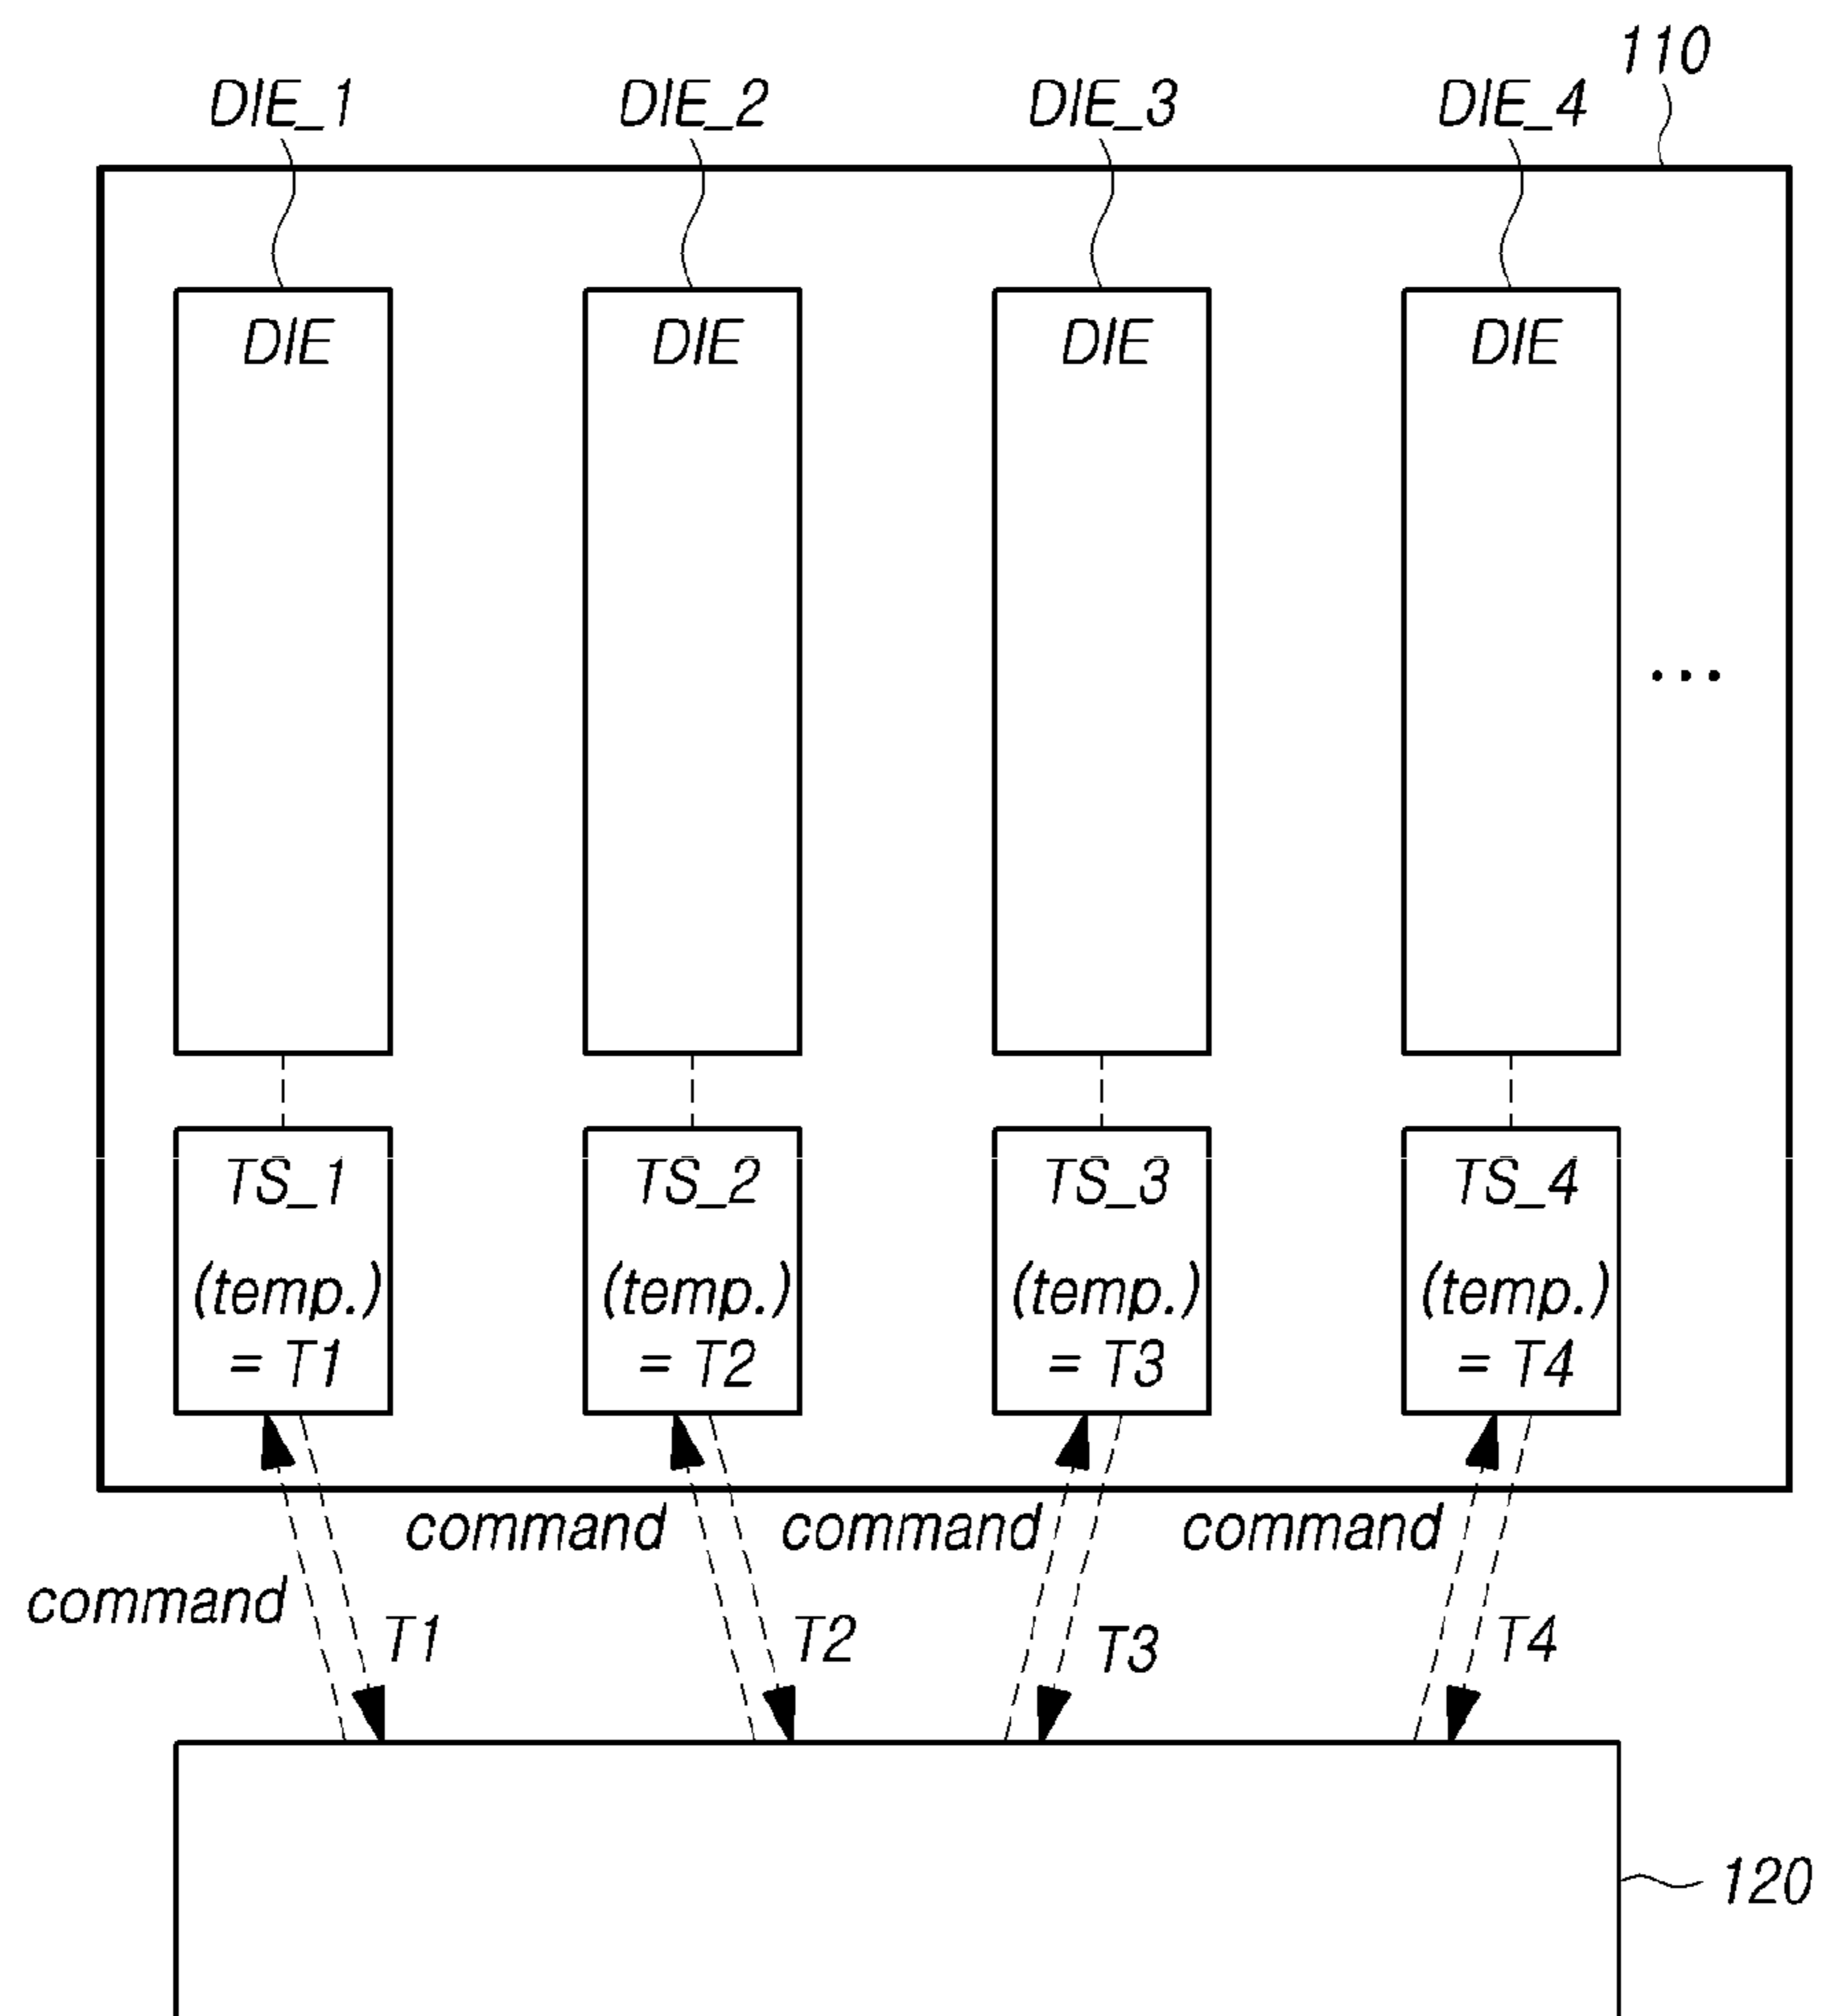 110
DIE_1 DIE_2 DIE_3 DIE_4
DIE DIE DIE DIE
...
TS_1 TS_2 TS_3 TS_4
(temp.) (temp.) (temp.) (temp.)
= T1 = T2 = T3 = T4
command command command
command
T1 T2 T3 T4
120